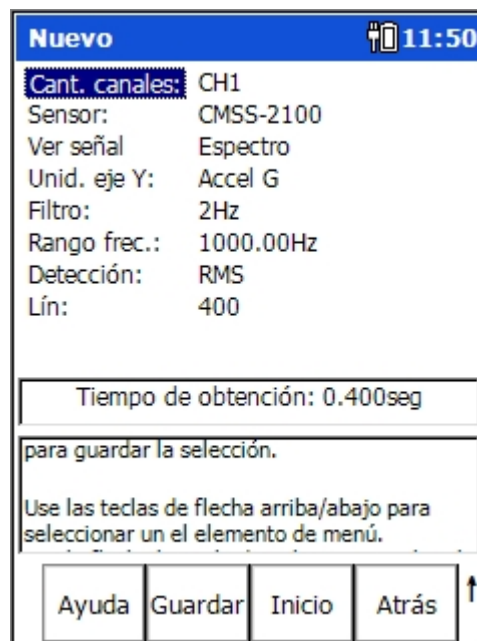 Nuevo 11:50
Cant. canales: CH1
Sensor: CMSS-2100
Ver señal Espectro
Unid. eje Y: Accel G
Filtro: 2Hz
Rango frec.: 1000.00Hz
Detección: RMS
Lín: 400
Tiempo de obtención: 0.400seg
para guardar la selección.
Use las teclas de flecha arriba/abajo para
seleccionar un el elemento de menú.
Ayuda Guardar Inicio Atrás